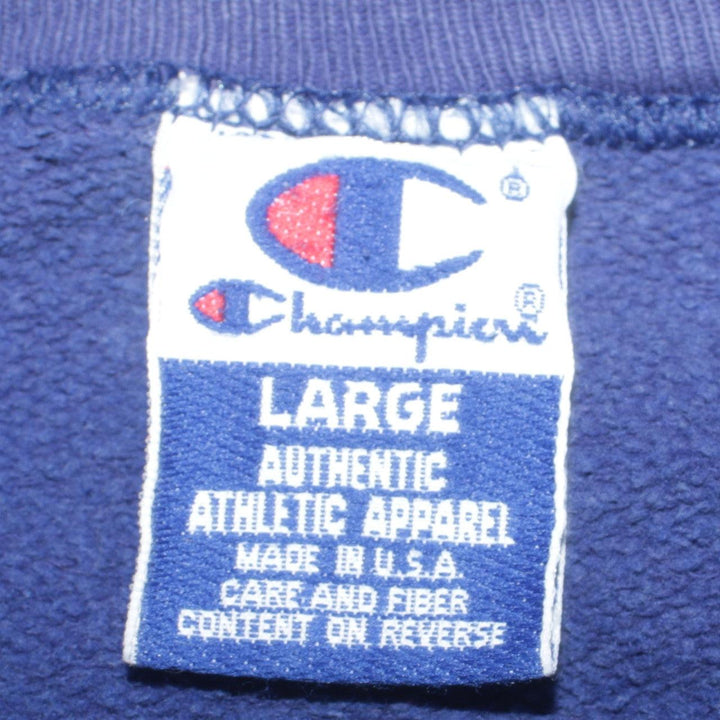 ®
Champion®
LARGE
AUTHENTIC
ATHLETIC APPAREL
MADE IN U.S.A.
CARE AND FIBER
CONTENT ON REVERSE